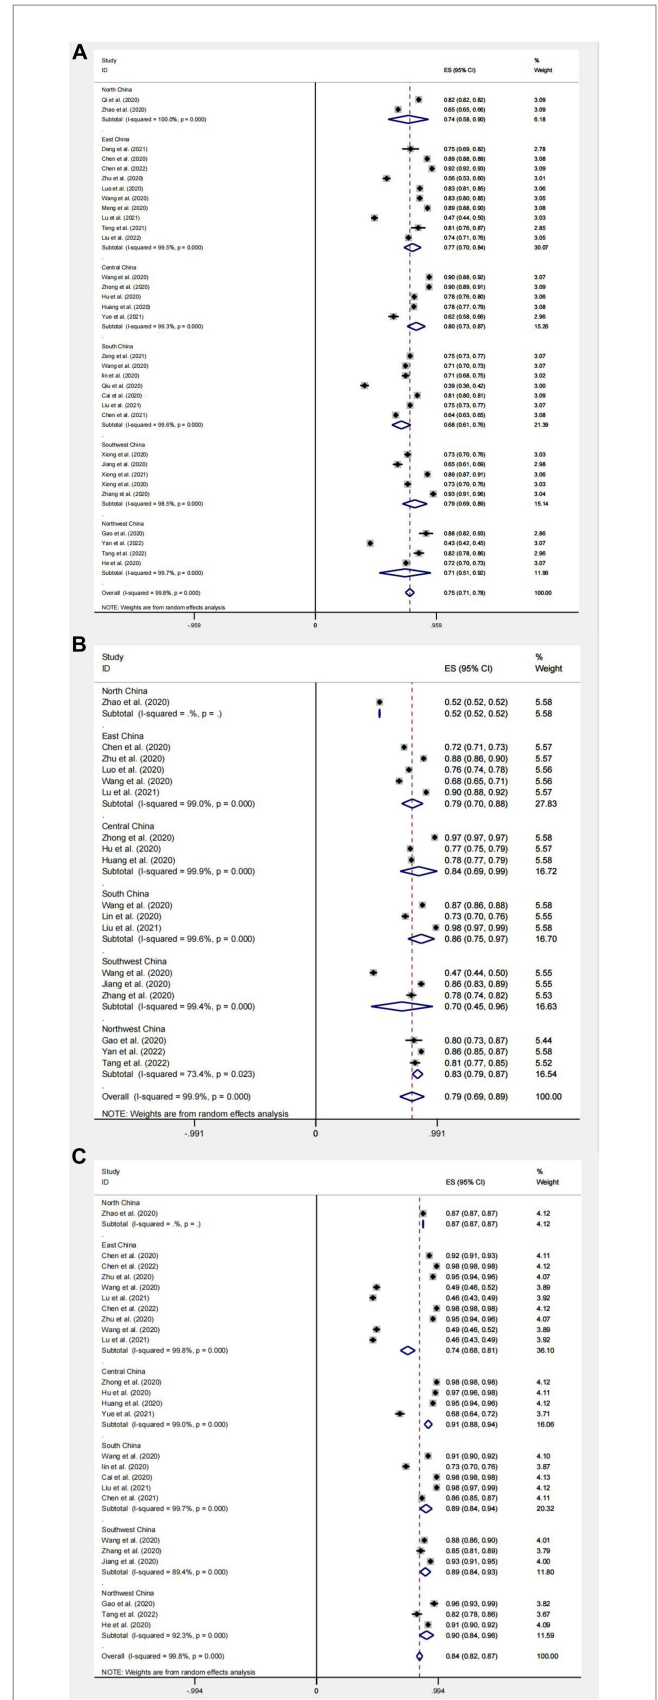 A
Study %
ID ES (95% CI) Weight
North China
Qi et al. (2020) 0.82 (0.82, 0.82) 3.09
Zhao et al. (2020) 0.65 (0.65, 0.66) 3.09
Subtotal (I-squared = 100.0%, p = 0.000) 0.74 (0.58, 0.90) 6.18
.
East China
Deng et al. (2021) 0.75 (0.69, 0.82) 2.78
Chen et al. (2020) 0.89 (0.88, 0.89) 3.08
Chen et al. (2022) 0.92 (0.92, 0.93) 3.09
Zhu et al. (2020) 0.56 (0.53, 0.60) 3.01
Luo et al. (2020) 0.83 (0.81, 0.85) 3.06
Wang et al. (2020) 0.83 (0.80, 0.85) 3.05
Meng et al. (2020) 0.89 (0.88, 0.90) 3.08
Lu et al. (2021) 0.47 (0.44, 0.50) 3.03
Tang et al. (2021) 0.81 (0.76, 0.87) 2.85
Liu et al. (2022) 0.74 (0.71, 0.76) 3.05
Subtotal (I-squared = 99.5%, p = 0.000) 0.77 (0.70, 0.84) 30.07
.
Central China
Wang et al. (2020) 0.90 (0.88, 0.92) 3.07
Zhong et al. (2020) 0.90 (0.89, 0.91) 3.09
Hu et al. (2020) 0.78 (0.76, 0.80) 3.06
Huang et al. (2020) 0.78 (0.77, 0.79) 3.08
Yue et al. (2021) 0.62 (0.58, 0.66) 2.96
Subtotal (I-squared = 99.3%, p = 0.000) 0.80 (0.73, 0.87) 15.26
.
South China
Zeng et al. (2021) 0.75 (0.73, 0.77) 3.07
Wang et al. (2020) 0.71 (0.70, 0.73) 3.07
lin et al. (2020) 0.71 (0.68, 0.75) 3.02
Qiu et al. (2020) 0.39 (0.36, 0.42) 3.00
Cai et al. (2020) 0.81 (0.80, 0.81) 3.09
Liu et al. (2021) 0.75 (0.73, 0.77) 3.07
Chen et al. (2021) 0.64 (0.63, 0.65) 3.08
Subtotal (I-squared = 99.6%, p = 0.000) 0.68 (0.61, 0.76) 21.39
.
Southwest China
Xiong et al. (2020) 0.73 (0.70, 0.76) 3.03
Jiang et al. (2020) 0.65 (0.61, 0.69) 2.98
Xiong et al. (2021) 0.89 (0.87, 0.91) 3.06
Xiong et al. (2020) 0.73 (0.70, 0.76) 3.03
Zhang et al. (2020) 0.93 (0.91, 0.96) 3.04
Subtotal (I-squared = 98.5%, p = 0.000) 0.79 (0.69, 0.89) 15.14
.
Northwest China
Gao et al. (2020) 0.88 (0.82, 0.93) 2.86
Yan et al. (2022) 0.43 (0.42, 0.45) 3.07
Tang et al. (2022) 0.82 (0.78, 0.86) 2.96
He et al. (2020) 0.72 (0.70, 0.73) 3.07
Subtotal (I-squared = 99.7%, p = 0.000) 0.71 (0.51, 0.92) 11.96
.
Overall (I-squared = 99.8%, p = 0.000) 0.75 (0.71, 0.78) 100.00
NOTE: Weights are from random effects analysis
-.959 0 .959
B
Study %
ID ES (95% CI) Weight
North China
Zhao et al. (2020) 0.52 (0.52, 0.52) 5.58
Subtotal (I-squared = .%, p = .) 0.52 (0.52, 0.52) 5.58
.
East China
Chen et al. (2020) 0.72 (0.71, 0.73) 5.57
Zhu et al. (2020) 0.88 (0.86, 0.90) 5.57
Luo et al. (2020) 0.76 (0.74, 0.78) 5.56
Wang et al. (2020) 0.68 (0.65, 0.71) 5.56
Lu et al. (2021) 0.90 (0.88, 0.92) 5.57
Subtotal (I-squared = 99.0%, p = 0.000) 0.79 (0.70, 0.88) 27.83
.
Central China
Zhong et al. (2020) 0.97 (0.97, 0.97) 5.58
Hu et al. (2020) 0.77 (0.75, 0.79) 5.57
Huang et al. (2020) 0.78 (0.77, 0.79) 5.58
Subtotal (I-squared = 99.9%, p = 0.000) 0.84 (0.69, 0.99) 16.72
.
South China
Wang et al. (2020) 0.87 (0.86, 0.88) 5.58
Lin et al. (2020) 0.73 (0.70, 0.76) 5.55
Liu et al. (2021) 0.98 (0.97, 0.99) 5.58
Subtotal (I-squared = 99.6%, p = 0.000) 0.86 (0.75, 0.97) 16.70
.
Southwest China
Wang et al. (2020) 0.47 (0.44, 0.50) 5.55
Jiang et al. (2020) 0.86 (0.83, 0.89) 5.55
Zhang et al. (2020) 0.78 (0.74, 0.82) 5.53
Subtotal (I-squared = 99.4%, p = 0.000) 0.70 (0.45, 0.96) 16.63
.
Northwest China
Gao et al. (2020) 0.80 (0.73, 0.87) 5.44
Yan et al. (2022) 0.86 (0.85, 0.87) 5.58
Tang et al. (2022) 0.81 (0.77, 0.85) 5.52
Subtotal (I-squared = 73.4%, p = 0.023) 0.83 (0.79, 0.87) 16.54
.
Overall (I-squared = 99.9%, p = 0.000) 0.79 (0.69, 0.89) 100.00
NOTE: Weights are from random effects analysis
-.991 0 .991
C
Study %
ID ES (95% CI) Weight
North China
Zhao et al. (2020) 0.87 (0.87, 0.87) 4.12
Subtotal (I-squared = .%, p = .) 0.87 (0.87, 0.87) 4.12
.
East China
Chen et al. (2020) 0.92 (0.91, 0.93) 4.11
Chen et al. (2022) 0.98 (0.98, 0.98) 4.12
Zhu et al. (2020) 0.95 (0.94, 0.96) 4.07
Wang et al. (2020) 0.49 (0.46, 0.52) 3.89
Lu et al. (2021) 0.46 (0.43, 0.49) 3.92
Chen et al. (2022) 0.98 (0.98, 0.98) 4.12
Zhu et al. (2020) 0.95 (0.94, 0.96) 4.07
Wang et al. (2020) 0.49 (0.46, 0.52) 3.89
Lu et al. (2021) 0.46 (0.43, 0.49) 3.92
Subtotal (I-squared = 99.8%, p = 0.000) 0.74 (0.68, 0.81) 36.10
.
Central China
Zhong et al. (2020) 0.98 (0.98, 0.98) 4.12
Hu et al. (2020) 0.97 (0.96, 0.98) 4.11
Huang et al. (2020) 0.95 (0.94, 0.96) 4.12
Yue et al. (2021) 0.68 (0.64, 0.72) 3.71
Subtotal (I-squared = 99.0%, p = 0.000) 0.91 (0.88, 0.94) 16.06
.
South China
Wang et al. (2020) 0.91 (0.90, 0.92) 4.10
lin et al. (2020) 0.73 (0.70, 0.76) 3.87
Cai et al. (2020) 0.98 (0.98, 0.98) 4.13
Liu et al. (2021) 0.98 (0.97, 0.99) 4.12
Chen et al. (2021) 0.86 (0.85, 0.87) 4.11
Subtotal (I-squared = 99.7%, p = 0.000) 0.89 (0.84, 0.94) 20.32
.
Southwest China
Wang et al. (2020) 0.88 (0.86, 0.90) 4.01
Zhang et al. (2020) 0.85 (0.81, 0.89) 3.79
Jiang et al. (2020) 0.93 (0.91, 0.95) 4.00
Subtotal (I-squared = 89.4%, p = 0.000) 0.89 (0.84, 0.93) 11.80
.
Northwest China
Gao et al. (2020) 0.96 (0.93, 0.99) 3.82
Tang et al. (2022) 0.82 (0.78, 0.86) 3.67
He et al. (2020) 0.91 (0.90, 0.92) 4.09
Subtotal (I-squared = 92.3%, p = 0.000) 0.90 (0.84, 0.96) 11.59
.
Overall (I-squared = 99.8%, p = 0.000) 0.84 (0.82, 0.87) 100.00
NOTE: Weights are from random effects analysis
-.994 0 .994